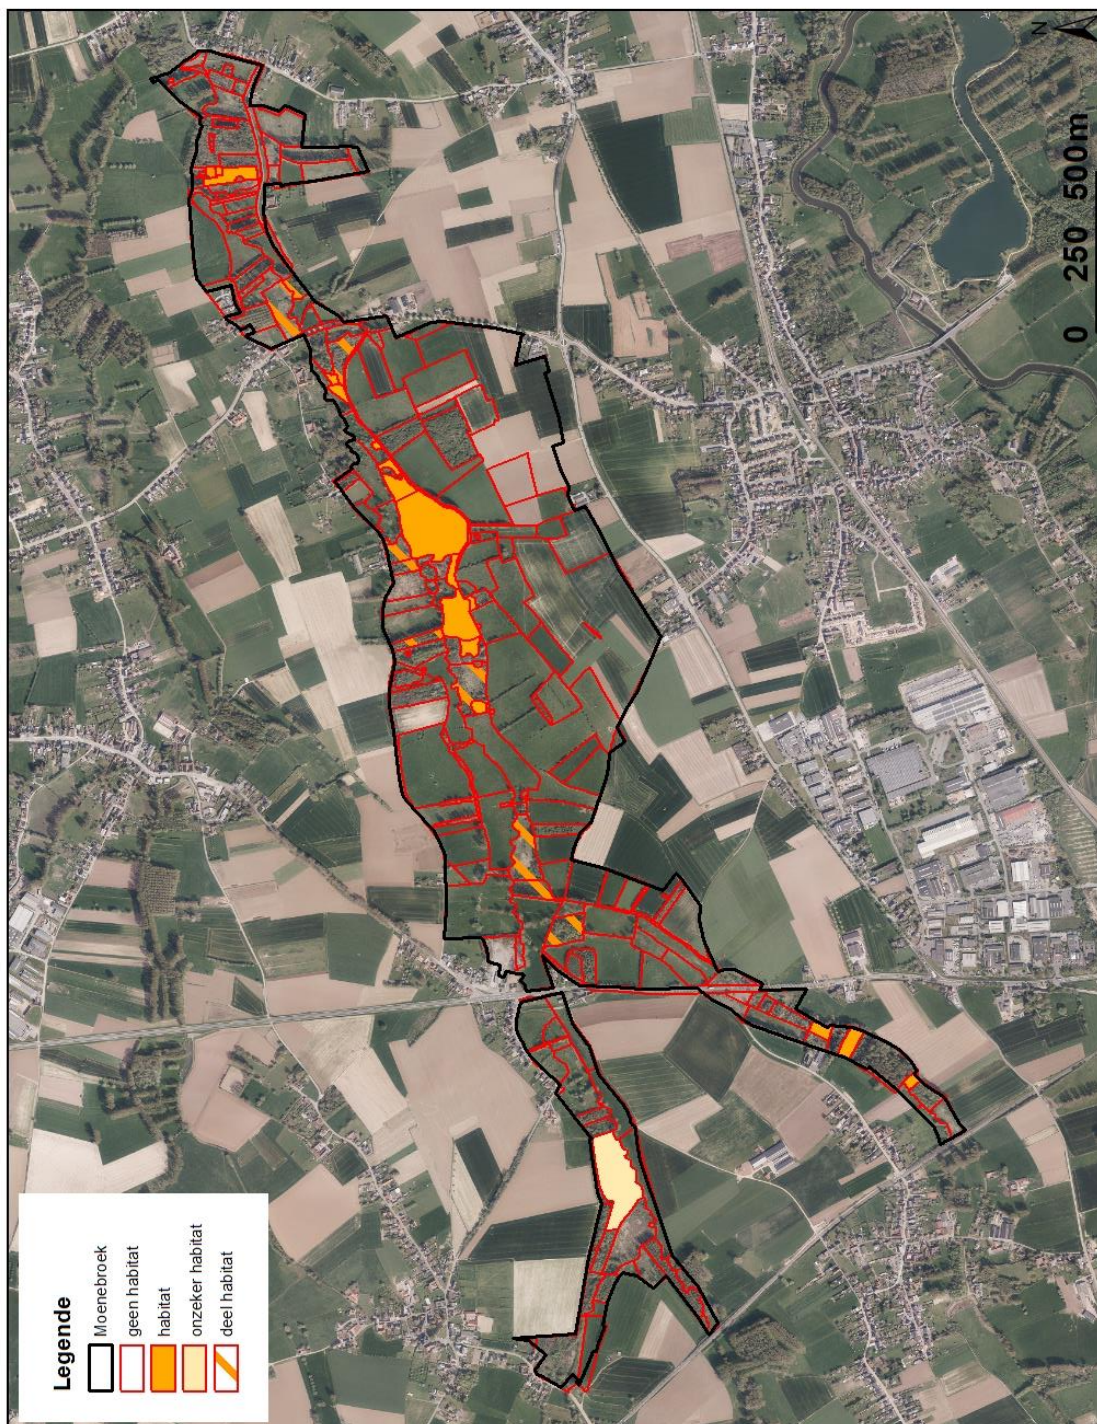 Legende
Moenebroek
geen habitat
habitat
onzeker habitat
deel habitat
N
0 250 500m